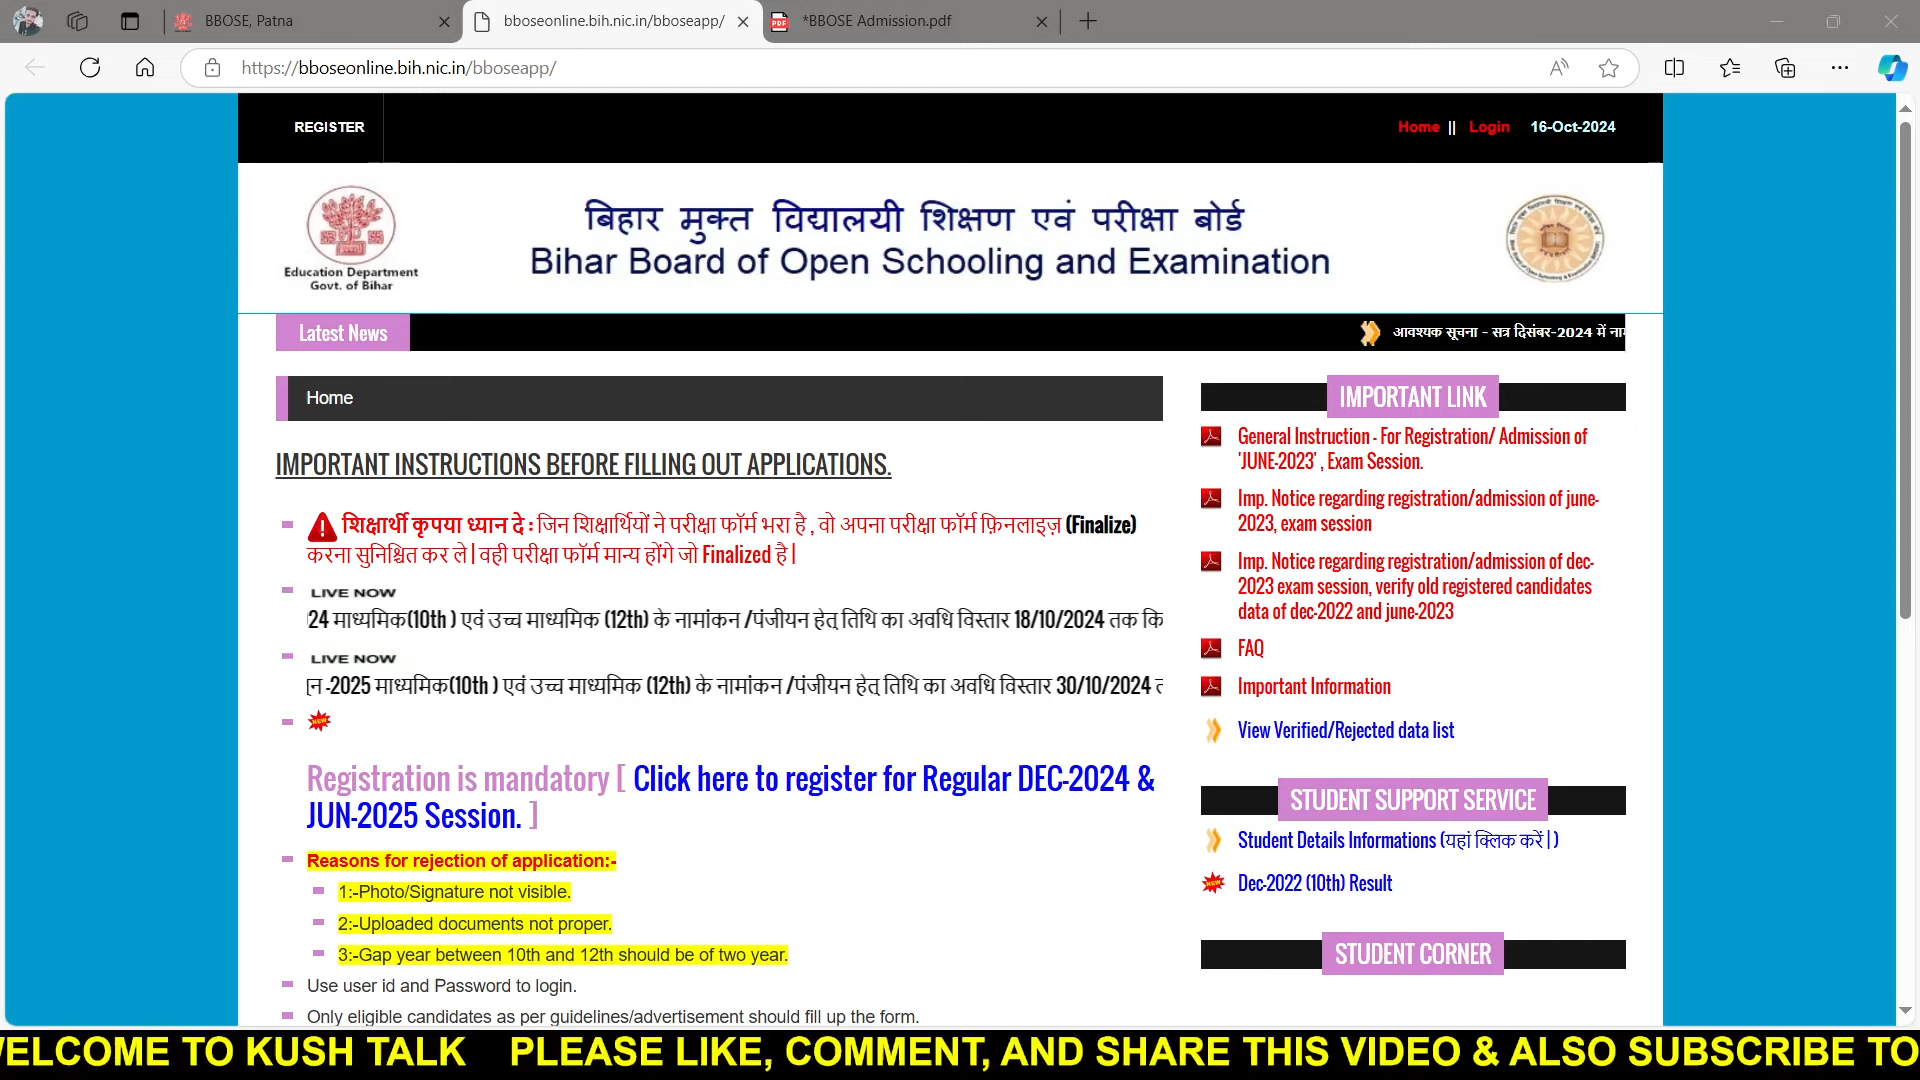 BBOSE, Patna
bboseonline.bih.nic.in/bboseapp/
*BBOSE Admission.pdf
https://bboseonline.bih.nic.in/bboseapp/
REGISTER
Home || Login 16-Oct-2024
बिहार मुक्त विद्यालयी शिक्षण एवं परीक्षा बोर्ड
Bihar Board of Open Schooling and Examination
Education Department
Govt. of Bihar
Latest News
आवश्यक सूचना - सत्र दिसंबर-2024 में
Home
IMPORTANT INSTRUCTIONS BEFORE FILLING OUT APPLICATIONS.
शिक्षार्थी कृपया ध्यान दे : जिन शिक्षार्थियों ने परीक्षा फॉर्म भरा है , वो अपना परीक्षा फॉर्म फ़िनलाइज़ (Finalize)
करना सुनिश्चित कर ले | वही परीक्षा फॉर्म मान्य होंगे जो Finalized है |
LIVE NOW
24 माध्यमिक(10th ) एवं उच्च माध्यमिक (12th) के नामांकन /पंजीयन हेतु तिथि का अवधि विस्तार 18/10/2024 तक कि
LIVE NOW
न -2025 माध्यमिक(10th ) एवं उच्च माध्यमिक (12th) के नामांकन /पंजीयन हेतु तिथि का अवधि विस्तार 30/10/2024
NEW
Registration is mandatory [ Click here to register for Regular DEC-2024 &
JUN-2025 Session. ]
Reasons for rejection of application:-
1:-Photo/Signature not visible.
2:-Uploaded documents not proper.
3:-Gap year between 10th and 12th should be of two year.
Use user id and Password to login.
Only eligible candidates as per guidelines/advertisement should fill up the form.
IMPORTANT LINK
General Instruction - For Registration/ Admission of
'JUNE-2023' , Exam Session.
Imp. Notice regarding registration/admission of june-
2023, exam session
Imp. Notice regarding registration/admission of dec-
2023 exam session, verify old registered candidates
data of dec-2022 and june-2023
FAQ
Important Information
View Verified/Rejected data list
STUDENT SUPPORT SERVICE
Student Details Informations (यहां क्लिक करें | )
NEW
Dec-2022 (10th) Result
STUDENT CORNER
WELCOME TO KUSH TALK PLEASE LIKE, COMMENT, AND SHARE THIS VIDEO & ALSO SUBSCRIBE TO